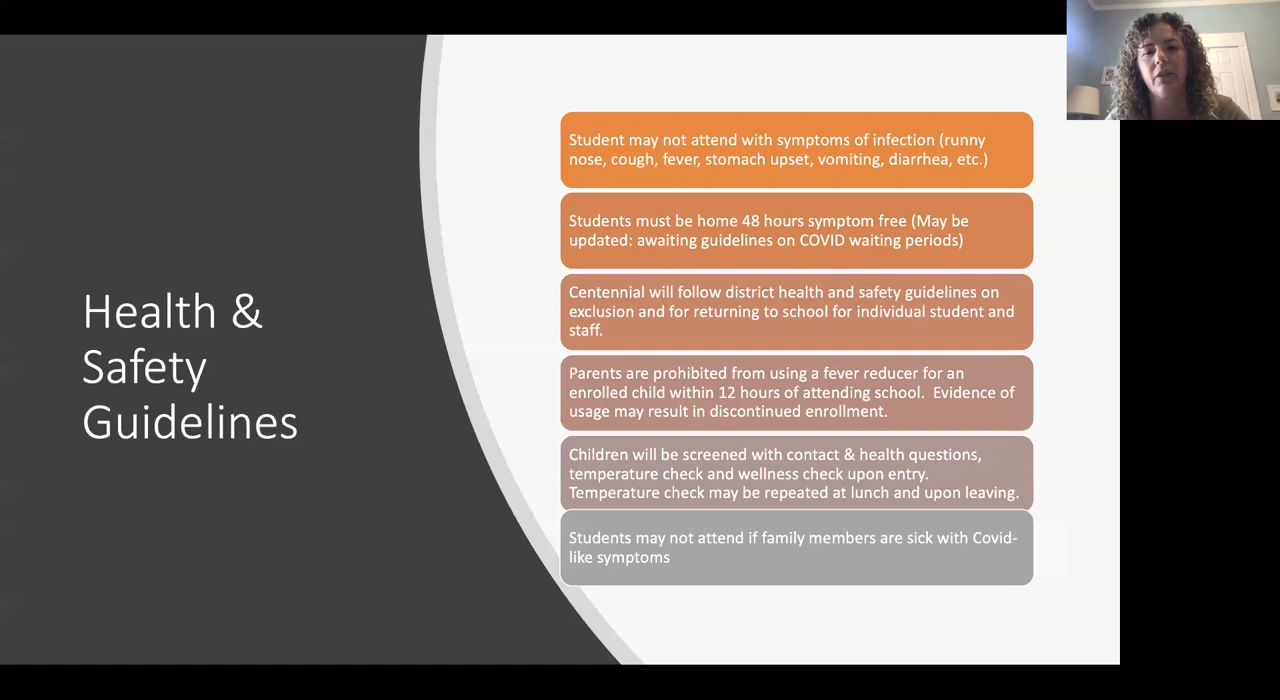 Health &
Safety
Guidelines
Student may not attend with symptoms of infection (runny
nose, cough, fever, stomach upset, vomiting, diarrhea, etc.)
Students must be home 48 hours symptom free (May be
updated: awaiting guidelines on COVID waiting periods)
Centennial will follow district health and safety guidelines on
exclusion and for returning to school for individual student and
staff.
Parents are prohibited from using a fever reducer for an
enrolled child within 12 hours of attending school.  Evidence of
usage may result in discontinued enrollment.
Children will be screened with contact & health questions,
temperature check and wellness check upon entry.
Temperature check may be repeated at lunch and upon leaving.
Students may not attend if family members are sick with Covid-
like symptoms